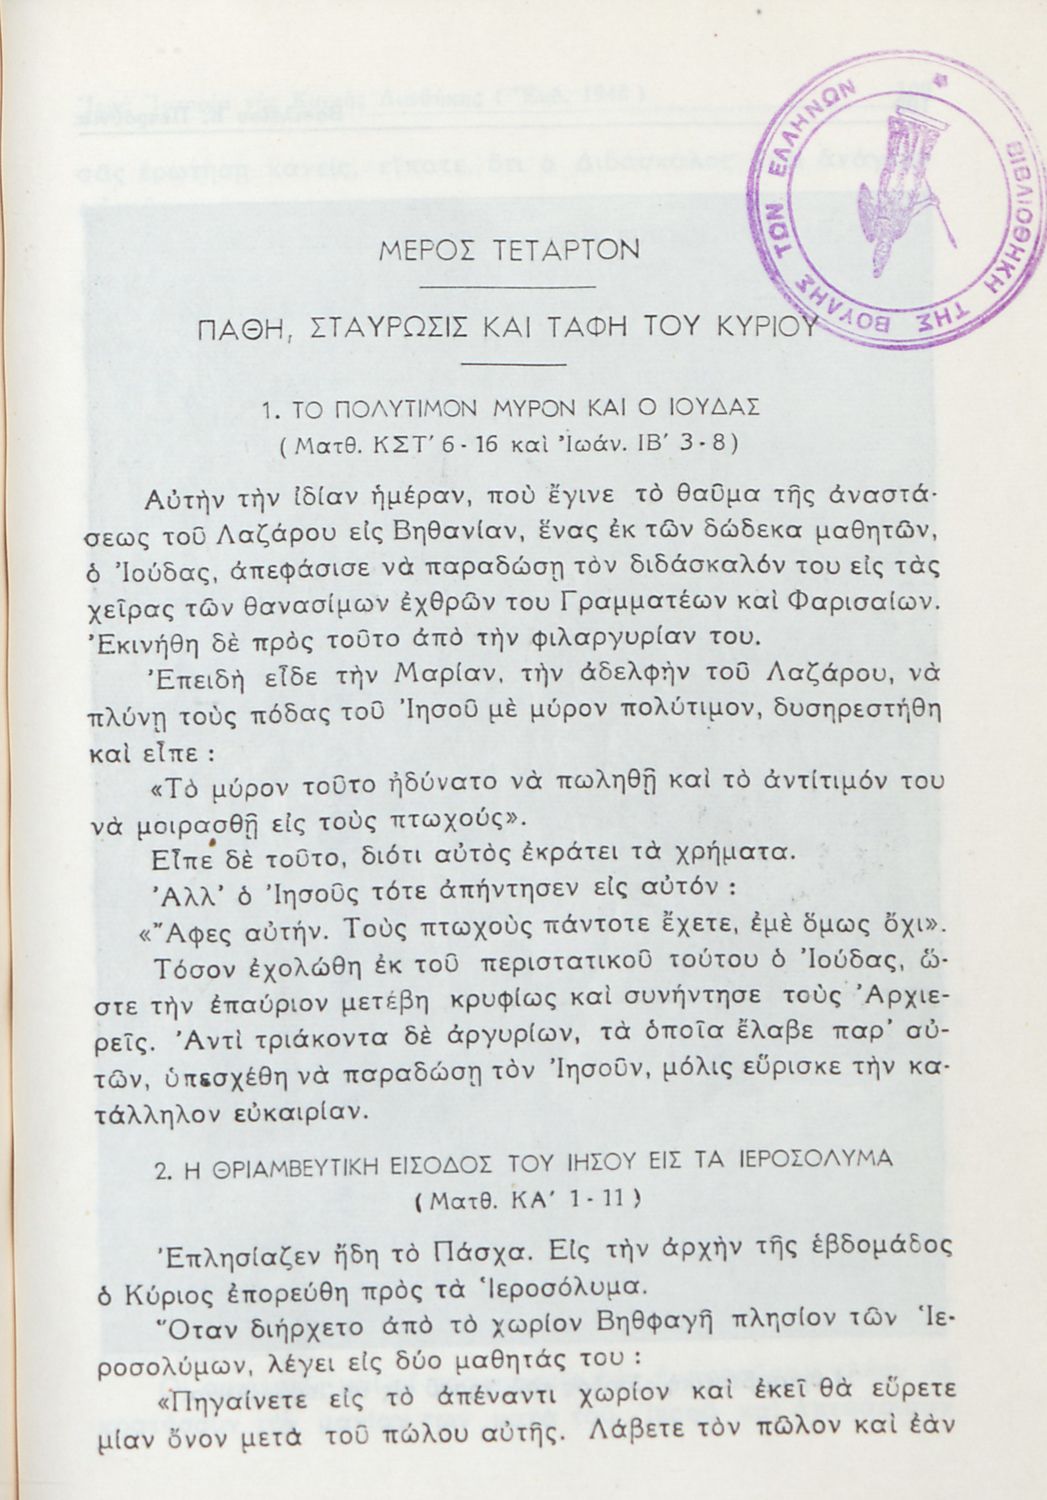 ΒΙΒΛΙΟΘΗΚΗ ΤΗΣ ΒΟΥΛΗΣ ΤΩΝ ΕΛΛΗΝΩΝ
ΜΕΡΟΣ ΤΕΤΑΡΤΟΝ
ΠΑΘΗ, ΣΤΑΥΡΩΣΙΣ ΚΑΙ ΤΑΦΗ ΤΟΥ ΚΥΡΙΟΥ
1. ΤΟ ΠΟΛΥΤΙΜΟΝ ΜΥΡΟΝ ΚΑΙ Ο ΙΟΥΔΑΣ
(Ματθ. ΚΣΤ' 6 - 16 καὶ Ἰωάν. ΙΒ' 3 - 8)
Αὐτὴν τὴν ἰδίαν ἡμέραν, ποὺ ἔγινε τὸ θαῦμα τῆς ἀναστά-
σεως τοῦ Λαζάρου εἰς Βηθανίαν, ἕνας ἐκ τῶν δώδεκα μαθητῶν,
ὁ Ἰούδας, ἀπεφάσισε νὰ παραδώσῃ τὸν διδάσκαλόν του εἰς τὰς
χεῖρας τῶν θανασίμων ἐχθρῶν του Γραμματέων καὶ Φαρισαίων.
Ἐκινήθη δὲ πρὸς τοῦτο ἀπὸ τὴν φιλαργυρίαν του.
Ἐπειδὴ εἶδε τὴν Μαρίαν, τὴν ἀδελφὴν τοῦ Λαζάρου, νὰ
πλύνῃ τοὺς πόδας τοῦ Ἰησοῦ μὲ μύρον πολύτιμον, δυσηρεστήθη
καὶ εἶπε :
«Τὸ μύρον τοῦτο ἠδύνατο νὰ πωληθῇ καὶ τὸ ἀντίτιμόν του
νὰ μοιρασθῇ εἰς τοὺς πτωχούς».
Εἶπε δὲ τοῦτο, διότι αὐτὸς ἐκράτει τὰ χρήματα.
Ἀλλ' ὁ Ἰησοῦς τότε ἀπήντησεν εἰς αὐτόν :
«Ἄφες αὐτήν. Τοὺς πτωχοὺς πάντοτε ἔχετε, ἐμὲ ὅμως ὄχι».
Τόσον ἐχολώθη ἐκ τοῦ περιστατικοῦ τούτου ὁ Ἰούδας, ὥ-
στε τὴν ἐπαύριον μετέβη κρυφίως καὶ συνήντησε τοὺς Ἀρχιε-
ρεῖς. Ἀντὶ τριάκοντα δὲ ἀργυρίων, τὰ ὁποῖα ἔλαβε παρ' αὐ-
τῶν, ὑπεσχέθη νὰ παραδώσῃ τὸν Ἰησοῦν, μόλις εὕρισκε τὴν κα-
τάλληλον εὐκαιρίαν.
2. Η ΘΡΙΑΜΒΕΥΤΙΚΗ ΕΙΣΟΔΟΣ ΤΟΥ ΙΗΣΟΥ ΕΙΣ ΤΑ ΙΕΡΟΣΟΛΥΜΑ
(Ματθ. ΚΑ' 1 - 11)
Ἐπλησίαζεν ἤδη τὸ Πάσχα. Εἰς τὴν ἀρχὴν τῆς ἑβδομάδος
ὁ Κύριος ἐπορεύθη πρὸς τὰ Ἱεροσόλυμα.
Ὅταν διήρχετο ἀπὸ τὸ χωρίον Βηθφαγῆ πλησίον τῶν Ἱε-
ροσολύμων, λέγει εἰς δύο μαθητάς του :
«Πηγαίνετε εἰς τὸ ἀπέναντι χωρίον καὶ ἐκεῖ θὰ εὕρετε
μίαν ὄνον μετὰ τοῦ πώλου αὐτῆς. Λάβετε τὸν πῶλον καὶ ἐὰν